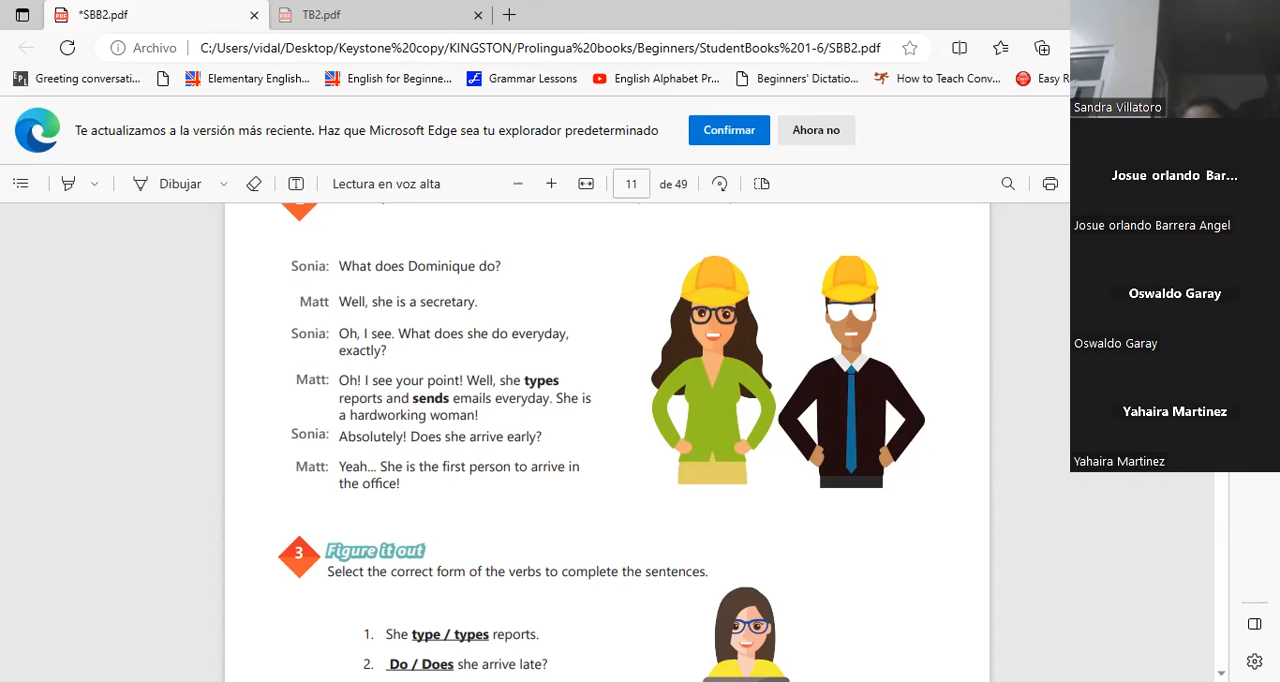 *SBB2.pdf
TB2.pdf
Archivo C:/Users/vidal/Desktop/Keystone%20copy/KINGSTON/Prolingua%20books/Beginners/StudentBooks%201-6/SBB2.pdf
Greeting conversati...
Elementary English...
English for Beginne...
Grammar Lessons
English Alphabet Pr...
Beginners' Dictatio...
How to Teach Conv...
Easy R
Te actualizamos a la versión más reciente. Haz que Microsoft Edge sea tu explorador predeterminado
Confirmar
Ahora no
Dibujar
Lectura en voz alta
11
de 49
Sonia: What does Dominique do?
Matt Well, she is a secretary.
Sonia: Oh, I see. What does she do everyday,
exactly?
Matt: Oh! I see your point! Well, she types
reports and sends emails everyday. She is
a hardworking woman!
Sonia: Absolutely! Does she arrive early?
Matt: Yeah... She is the first person to arrive in
the office!
3 Figure it out
Select the correct form of the verbs to complete the sentences.
1. She type / types reports.
2. Do / Does she arrive late?
Sandra Villatoro
Josue orlando Bar...
Josue orlando Barrera Angel
Oswaldo Garay
Oswaldo Garay
Yahaira Martinez
Yahaira Martinez